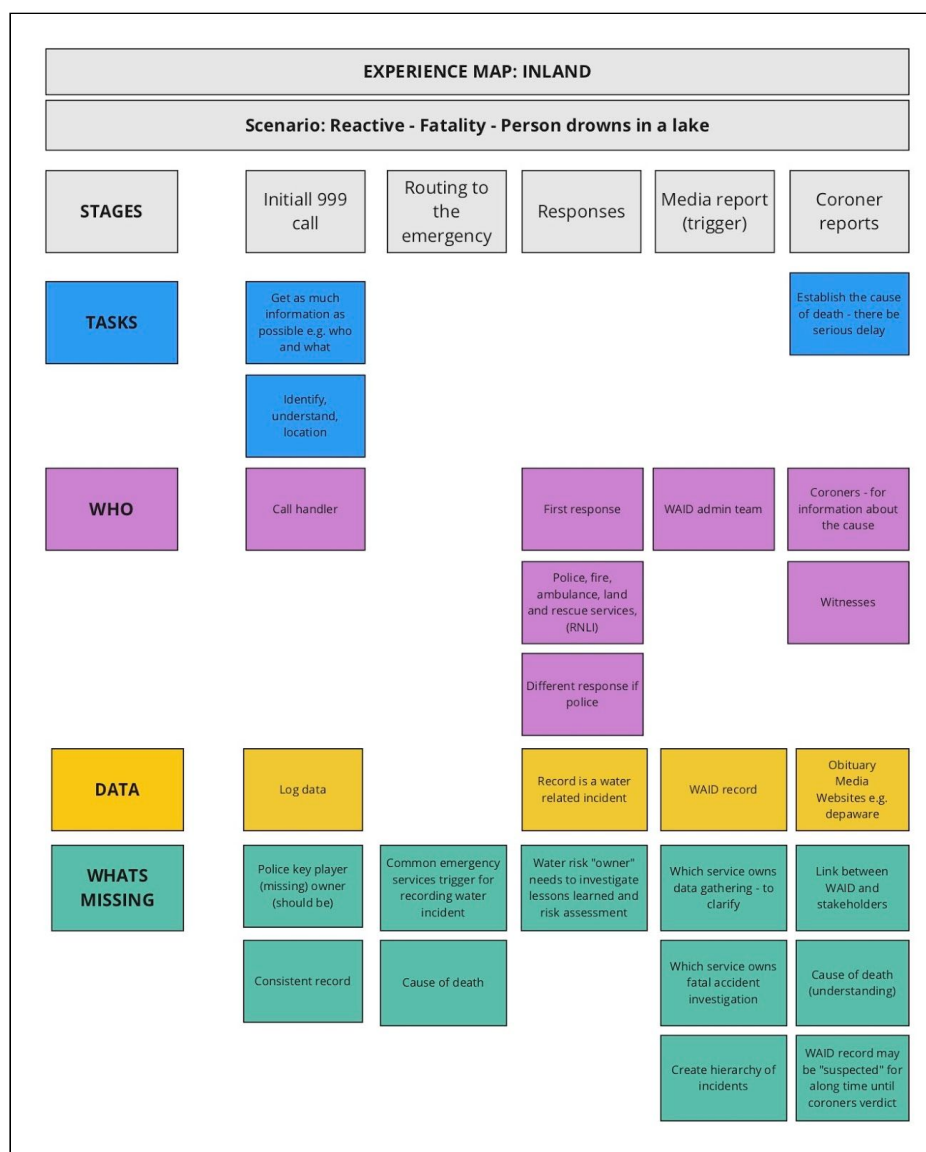 EXPERIENCE MAP: INLAND
Scenario: Reactive - Fatality - Person drowns in a lake
STAGES
Initiall 999
call
Routing to
the
emergency
Responses
Media report
(trigger)
Coroner
reports
TASKS
Get as much
information as
possible e.g. who
and what
Establish the cause
of death - there be
serious delay
Identify,
understand,
location
WHO
Call handler
First response
WAID admin team
Coroners - for
information about
the cause
Police, fire,
ambulance, land
and rescue services,
(RNLI)
Witnesses
Different response if
police
DATA
Log data
Record is a water
related incident
WAID record
Obituary
Media
Websites e.g.
depaware
WHATS
MISSING
Police key player
(missing) owner
(should be)
Common emergency
services trigger for
recording water
incident
Water risk "owner"
needs to investigate
lessons learned and
risk assessment
Which service owns
data gathering - to
clarify
Link between
WAID and
stakeholders
Consistent record
Cause of death
Which service owns
fatal accident
investigation
Cause of death
(understanding)
Create hierarchy of
incidents
WAID record may
be "suspected" for
along time until
coroners verdict